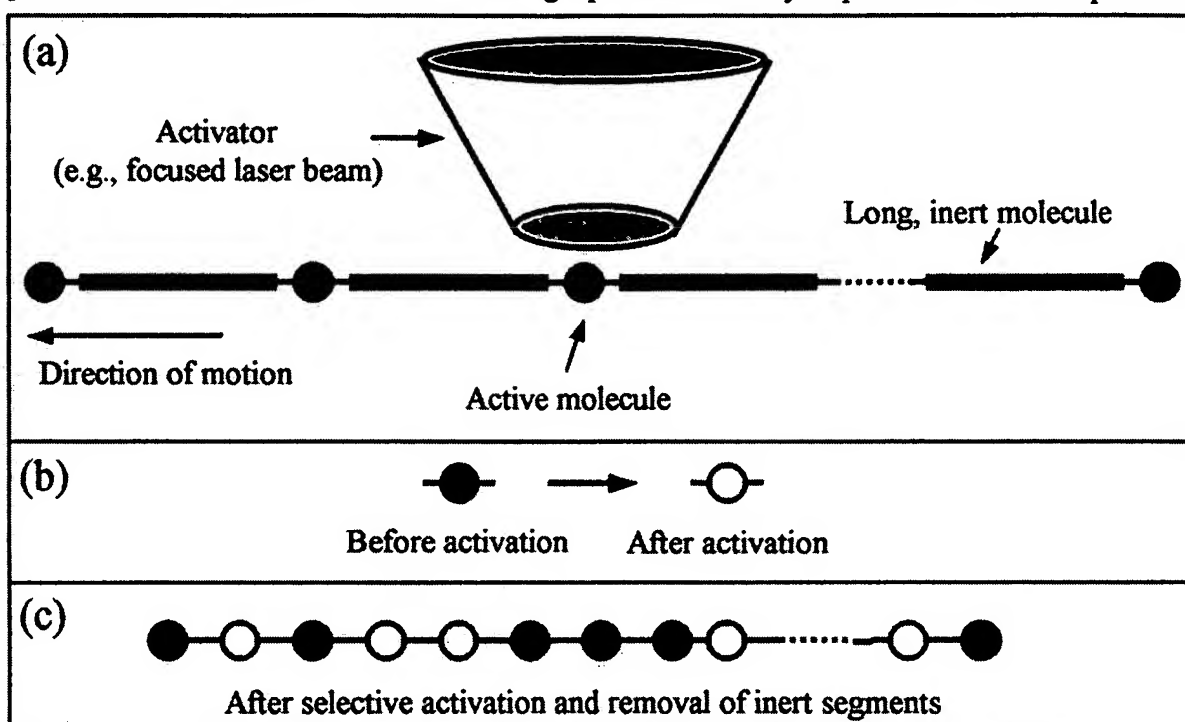 (a)
Activator
(e.g., focused laser beam)
Long, inert molecule
Direction of motion
Active molecule
(b)
Before activation
After activation
(c)
After selective activation and removal of inert segments